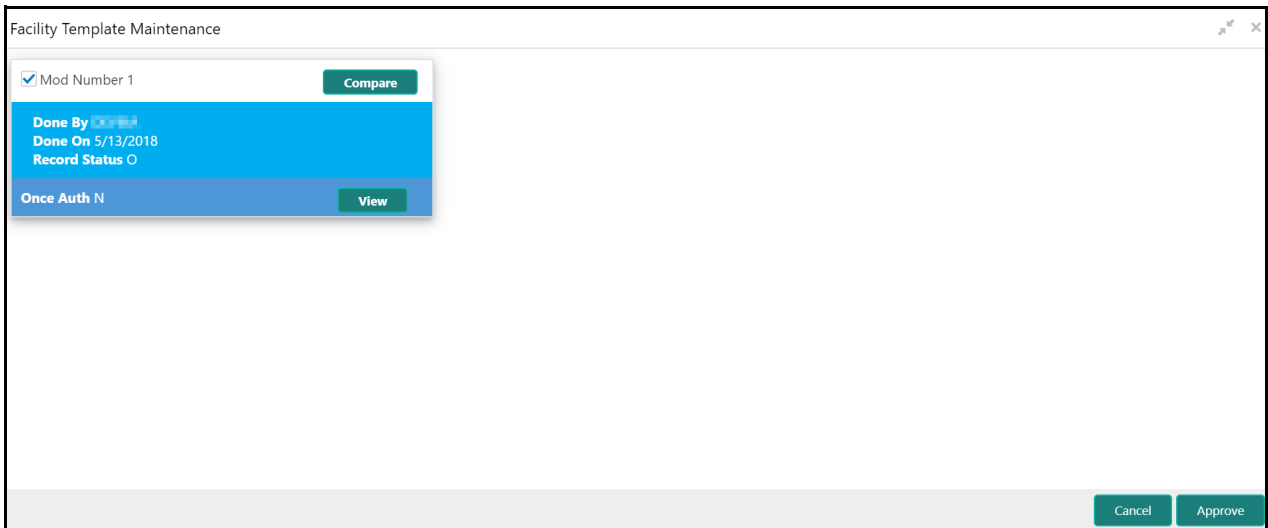 Facility Template Maintenance
Mod Number 1
Compare
Done By
Done On 5/13/2018
Record Status O
Once Auth N
View
Cancel
Approve